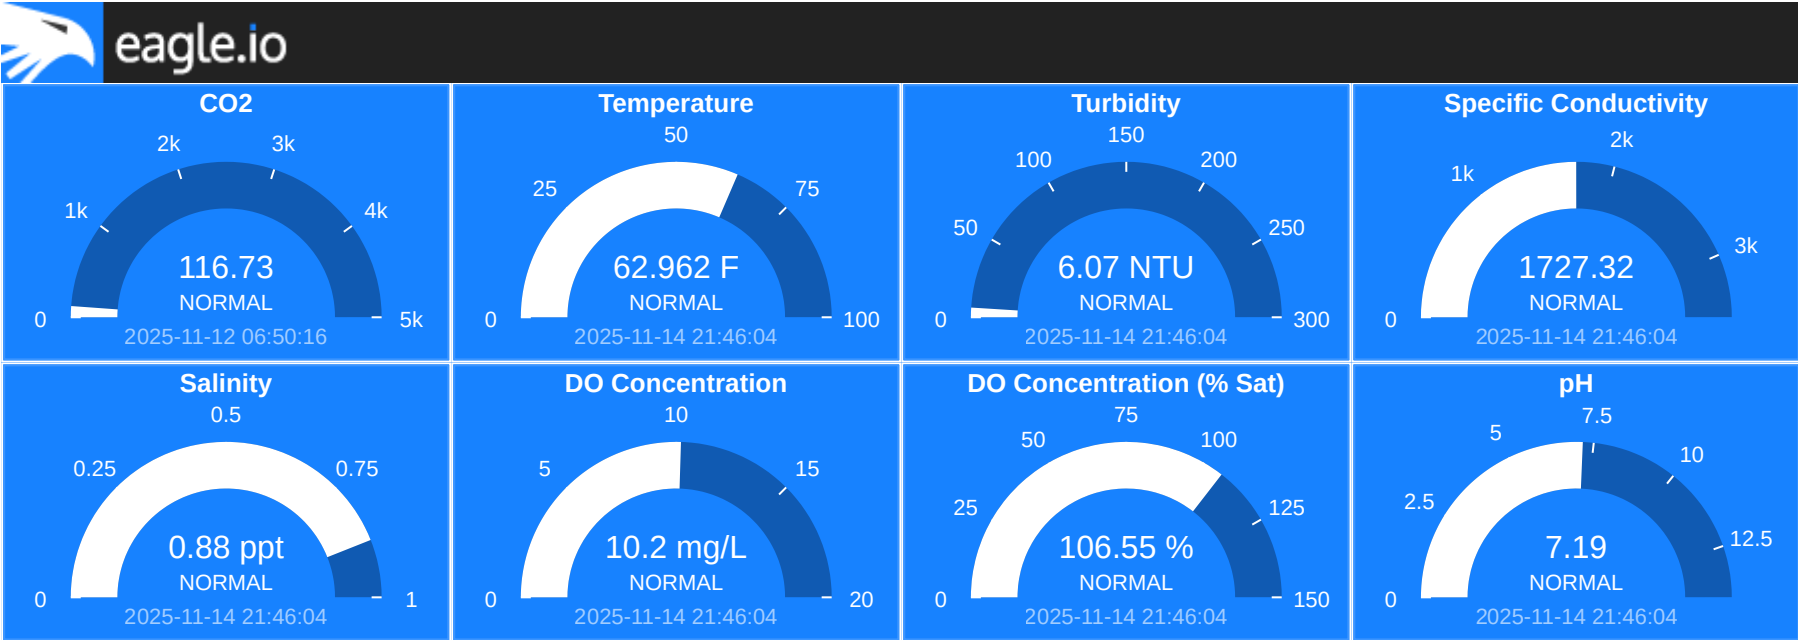 eagle.io
CO2
0
1k
2k
3k
4k
5k
116.73
NORMAL
2025-11-12 06:50:16
Temperature
0
25
50
75
100
62.962 F
NORMAL
2025-11-14 21:46:04
Turbidity
0
50
100
150
200
250
300
6.07 NTU
NORMAL
2025-11-14 21:46:04
Specific Conductivity
0
1k
2k
3k
1727.32
NORMAL
2025-11-14 21:46:04
Salinity
0
0.25
0.5
0.75
1
0.88 ppt
NORMAL
2025-11-14 21:46:04
DO Concentration
0
5
10
15
20
10.2 mg/L
NORMAL
2025-11-14 21:46:04
DO Concentration (% Sat)
0
25
50
75
100
125
150
106.55 %
NORMAL
2025-11-14 21:46:04
pH
0
2.5
5
7.5
10
12.5
7.19
NORMAL
2025-11-14 21:46:04